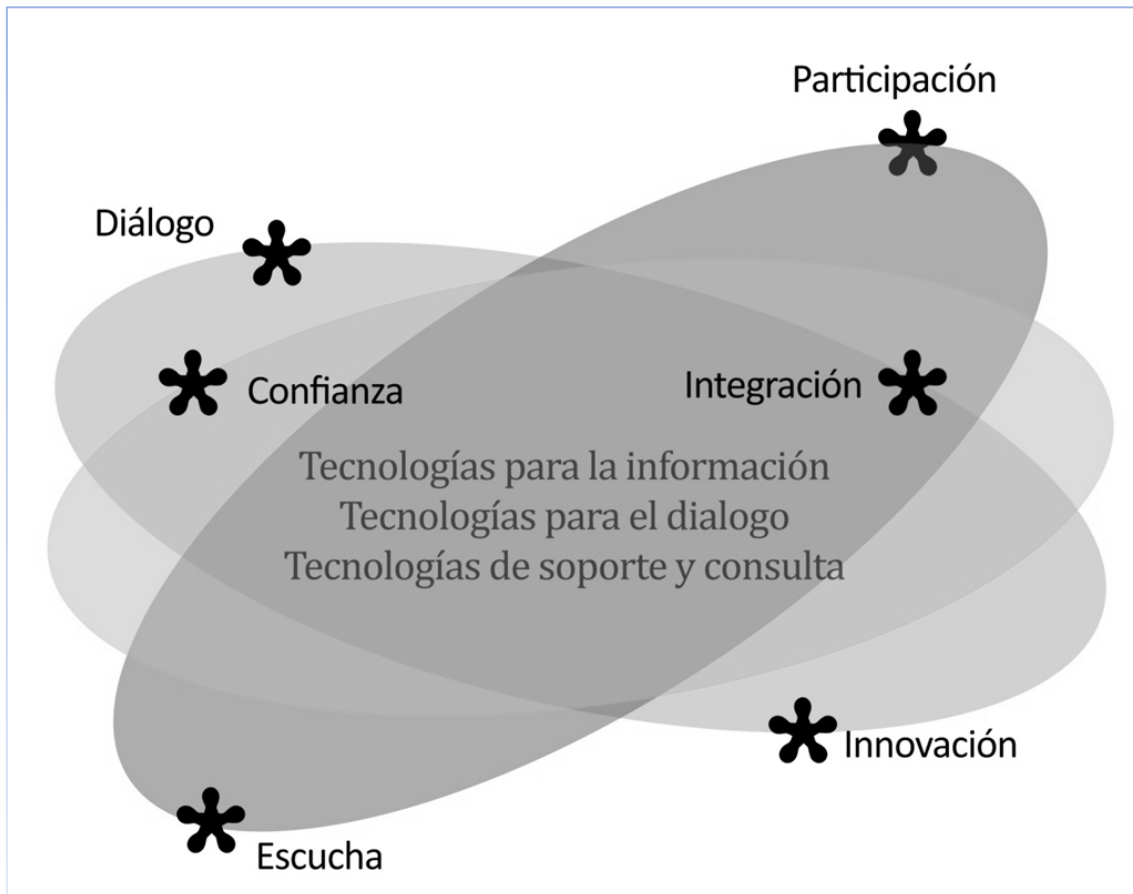 Participación
Diálogo
Confianza
Integración
Tecnologías para la información
Tecnologías para el dialogo
Tecnologías de soporte y consulta
Innovación
Escucha